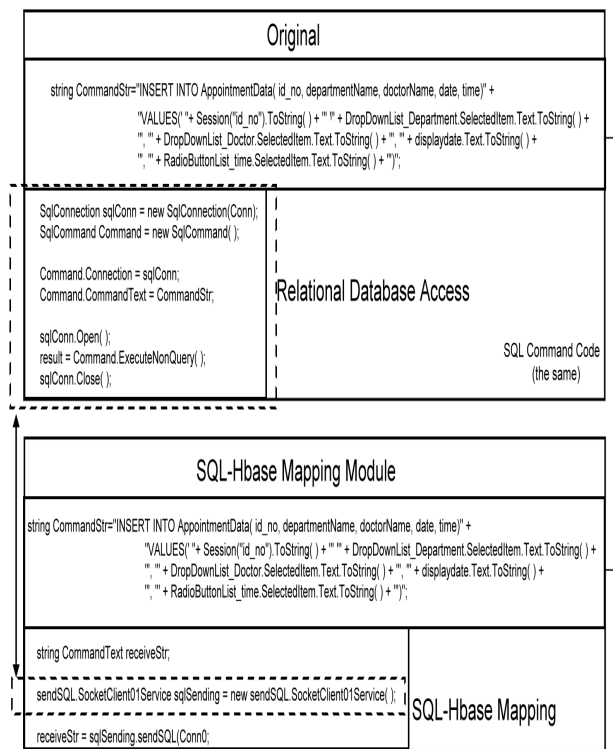 Original
string CommandStr="INSERT INTO AppointmentData( id_no, departmentName, doctorName, date, time)" +
"VALUES(' "+ Session("id_no").ToString( ) + "' '" + DropDownList_Department.SelectedItem.Text.ToString( ) +
"', '" + DropDownList_Doctor.SelectedItem.Text.ToString( ) + "', '" + displaydate.Text.ToString( ) +
"', '" + RadioButtonList_time.SelectedItem.Text.ToString( ) + "')";
SqlConnection sqlConn = new SqlConnection(Conn);
SqlCommand Command = new SqlCommand( );
Command.Connection = sqlConn;
Command.CommandText = CommandStr;
sqlConn.Open( );
result = Command.ExecuteNonQuery( );
sqlConn.Close( );
Relational Database Access
SQL Command Code
(the same)
SQL-Hbase Mapping Module
string CommandStr="INSERT INTO AppointmentData( id_no, departmentName, doctorName, date, time)" +
"VALUES(' "+ Session("id_no").ToString( ) + "' '" + DropDownList_Department.SelectedItem.Text.ToString( ) +
"', '" + DropDownList_Doctor.SelectedItem.Text.ToString( ) + "', '" + displaydate.Text.ToString( ) +
"', '" + RadioButtonList_time.SelectedItem.Text.ToString( ) + "')";
string CommandText receiveStr;
sendSQL.SocketClient01Service sqlSending = new sendSQL.SocketClient01Service( );
receiveStr = sqlSending.sendSQL(Conn0;
SQL-Hbase Mapping